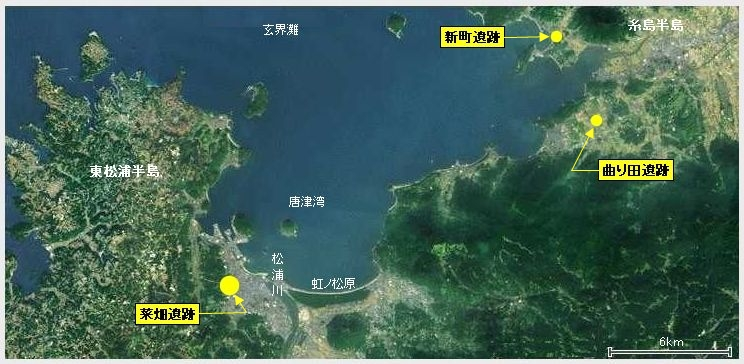 玄界灘
新町遺跡
糸島半島
曲り田遺跡
東松浦半島
唐津湾
松浦川
虹ノ松原
菜畑遺跡
6km